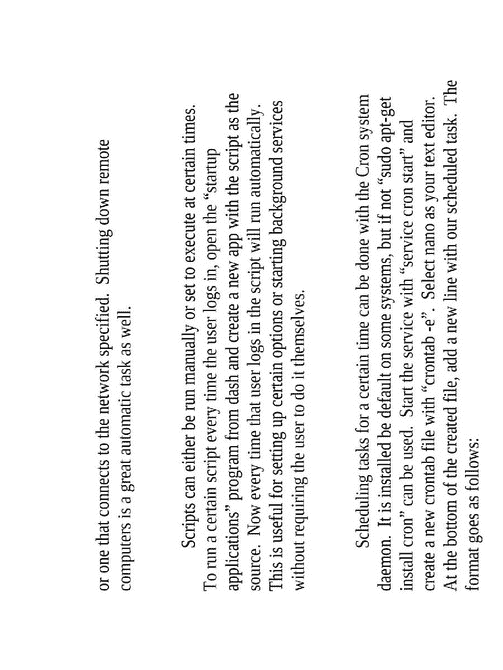 or one that connects to the network specified.  Shutting down remote
computers is a great automatic task as well.
Scripts can either be run manually or set to execute at certain times.
To run a certain script every time the user logs in, open the “startup
applications” program from dash and create a new app with the script as the
source.  Now every time that user logs in the script will run automatically.
This is useful for setting up certain options or starting background services
without requiring the user to do it themselves.
Scheduling tasks for a certain time can be done with the Cron system
daemon.  It is installed be default on some systems, but if not “sudo apt-get
install cron” can be used.  Start the service with “service cron start” and
create a new crontab file with “crontab -e”.  Select nano as your text editor.
At the bottom of the created file, add a new line with our scheduled task.  The
format goes as follows: